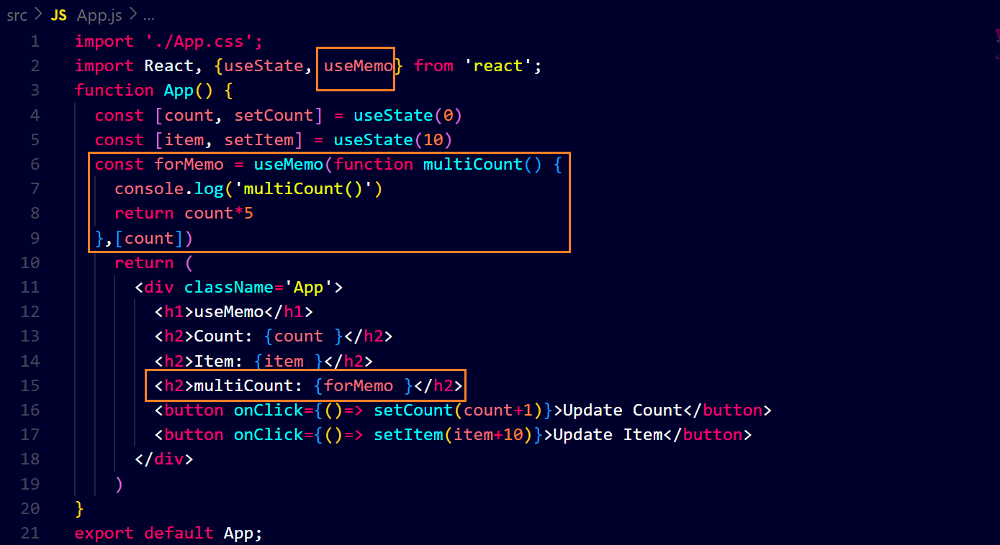 src > JS App.js > ...
1 import './App.css';
2 import React, {useState, useMemo} from 'react';
3 function App() {
4   const [count, setCount] = useState(0)
5   const [item, setItem] = useState(10)
6   const forMemo = useMemo(function multiCount() {
7     console.log('multiCount()')
8     return count*5
9   },[count])
10     return (
11       <div className='App'>
12         <h1>useMemo</h1>
13         <h2>Count: {count }</h2>
14         <h2>Item: {item }</h2>
15         <h2>multiCount: {forMemo }</h2>
16         <button onClick={()=> setCount(count+1)}>Update Count</button>
17         <button onClick={()=> setItem(item+10)}>Update Item</button>
18       </div>
19     )
20 }
21 export default App;